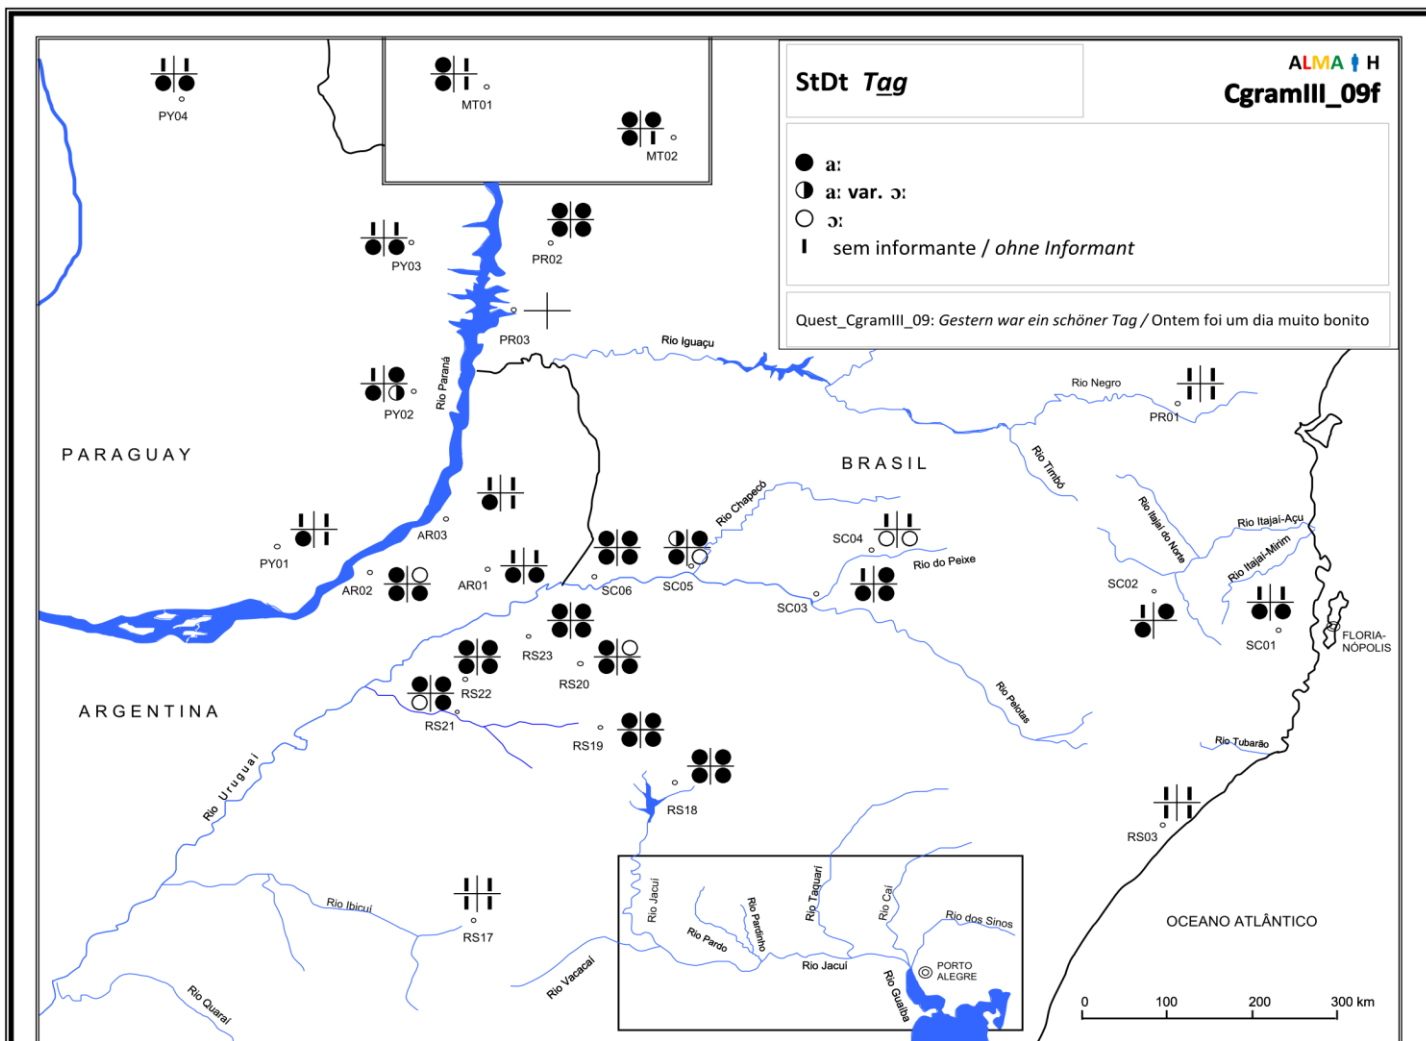 StDt Tag
ALMA H
CgramIII_09f
aː
aː var. ɔː
ɔː
sem informante / ohne Informant
Quest_CgramIII_09: Gestern war ein schöner Tag / Ontem foi um dia muito bonito
PY04
MT01
MT02
PY03
PR02
PR03
Rio Iguaçu
Rio Paraná
PY02
Rio Negro
PR01
PARAGUAY
BRASIL
Rio Timbó
Rio Chapecó
Rio Itajaí do Norte
Rio Itajaí-Açu
Rio Itajaí-Mirim
AR03
PY01
AR02
AR01
SC06
SC05
SC04
Rio do Peixe
SC03
SC02
SC01
FLORIA-
NÓPOLIS
RS23
RS20
RS22
RS21
ARGENTINA
RS19
Rio Pelotas
Rio Tubarão
Rio Uruguai
RS18
RS03
Rio Ibicuí
RS17
Rio Jacuí
Rio Pardo
Rio Pardinho
Rio Taquari
Rio Caí
Rio dos Sinos
OCEANO ATLÂNTICO
Rio Vacacaí
Rio Jacuí
PORTO
ALEGRE
Rio Guaíba
Rio Quaraí
0 100 200 300 km